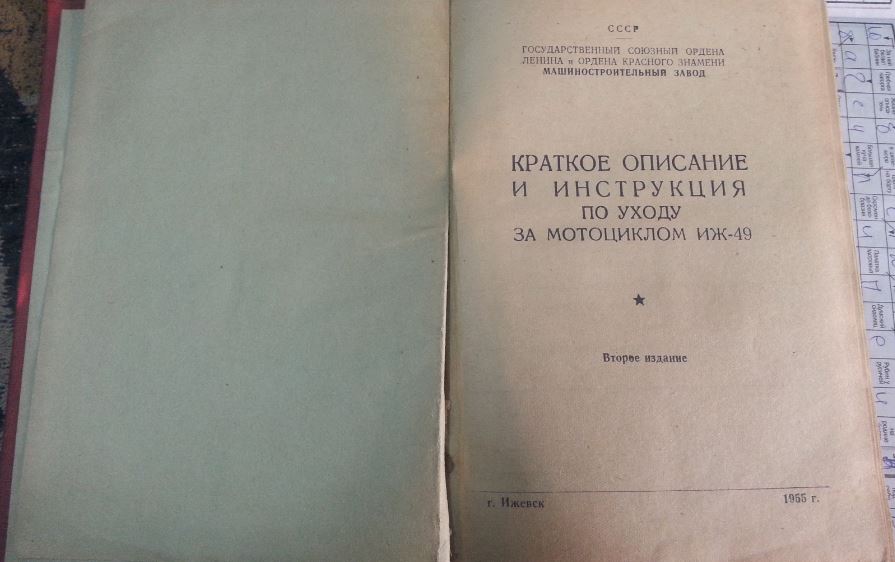 СССР
ГОСУДАРСТВЕННЫЙ СОЮЗНЫЙ ОРДЕНА
ЛЕНИНА и ОРДЕНА КРАСНОГО ЗНАМЕНИ
МАШИНОСТРОИТЕЛЬНЫЙ ЗАВОД
КРАТКОЕ ОПИСАНИЕ
И ИНСТРУКЦИЯ
ПО УХОДУ
ЗА МОТОЦИКЛОМ ИЖ-49
★
Второе издание
г. Ижевск 1955 г.